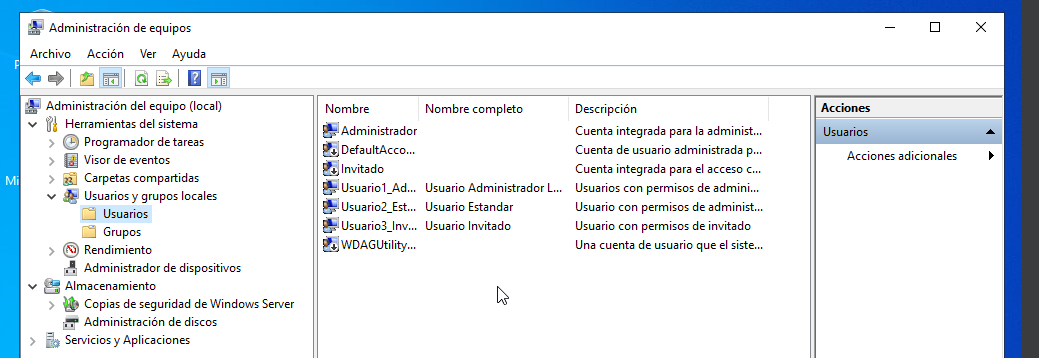 Administración de equipos
Archivo Acción Ver Ayuda
Administración del equipo (local)
Herramientas del sistema
Programador de tareas
Visor de eventos
Carpetas compartidas
Usuarios y grupos locales
Usuarios
Grupos
Rendimiento
Administrador de dispositivos
Almacenamiento
Copias de seguridad de Windows Server
Administración de discos
Servicios y Aplicaciones
Nombre Nombre completo Descripción
Administrador Cuenta integrada para la administ...
DefaultAcco... Cuenta de usuario administrada p...
Invitado Cuenta integrada para el acceso c...
Usuario1_Ad... Usuario Administrador L... Usuarios con permisos de admini...
Usuario2_Est... Usuario Estandar Usuario con permisos de administ...
Usuario3_Inv... Usuario Invitado Usuario con permisos de invitado
WDAGUtility... Una cuenta de usuario que el siste...
Acciones
Usuarios
Acciones adicionales
Mi